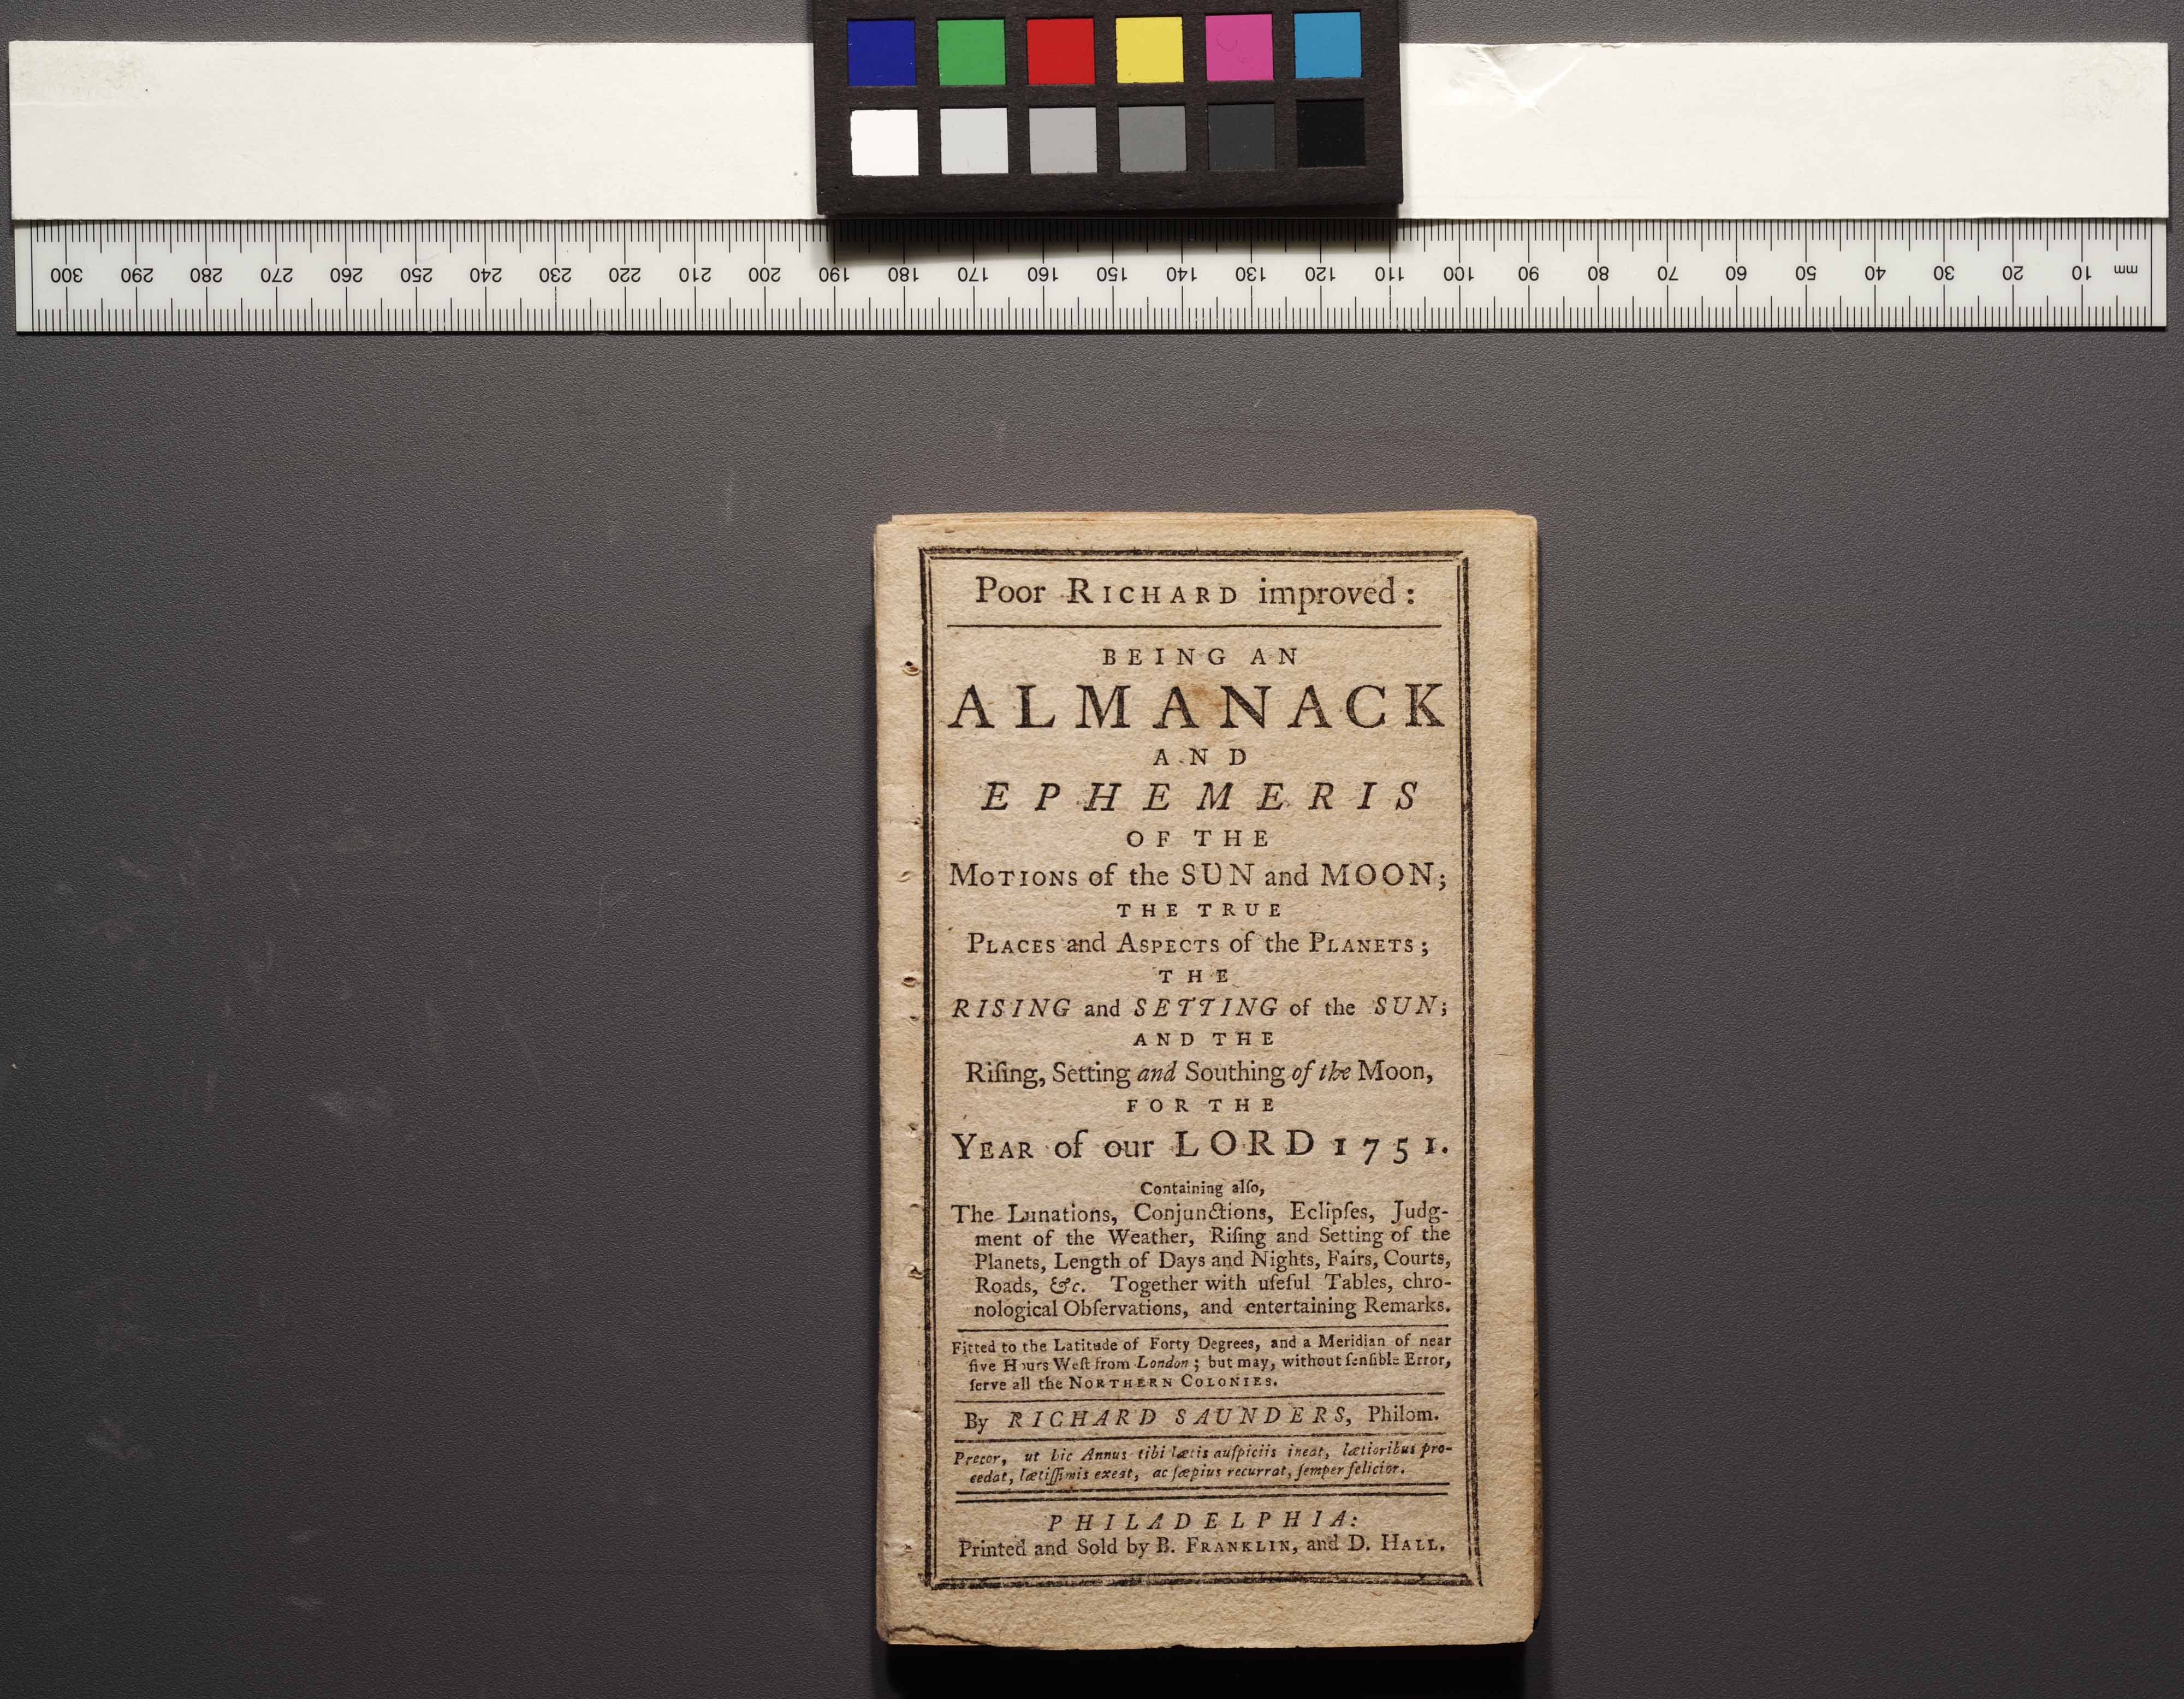 300 290 280 270 260 250 240 230 220 210 200 190 180 170 160 150 140 130 120 110 100 90 80 70 60 50 40 30 20 10 mm
Poor RICHARD improved:
BEING AN
ALMANACK
AND
EPHEMERIS
OF THE
MOTIONS of the SUN and MOON;
THE TRUE
PLACES and ASPECTS of the PLANETS;
THE
RISING and SETTING of the SUN;
AND THE
Riſing, Setting and Southing of the Moon,
FOR THE
YEAR of our LORD 1751.
Containing alſo,
The Lunations, Conjunctions, Eclipſes, Judg-
ment of the Weather, Riſing and Setting of the
Planets, Length of Days and Nights, Fairs, Courts,
Roads, &c. Together with uſeful Tables, chro-
nological Obſervations, and entertaining Remarks.
Fitted to the Latitude of Forty Degrees, and a Meridian of near
five Hours Weſt from London; but may, without ſenſible Error,
ſerve all the NORTHERN COLONIES.
By RICHARD SAUNDERS, Philom.
Precor, ut hic Annus tibi lætis auſpiciis ineat, lætioribus pro-
cedat, lætiſſimis exeat, ac ſæpius recurrat, ſemper felicior.
PHILADELPHIA:
Printed and Sold by B. FRANKLIN, and D. HALL.